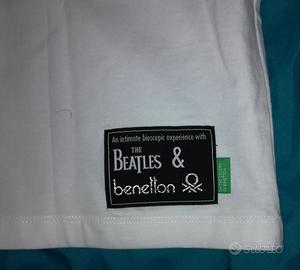 An intimate bioscopic experience with
THE
BEATLES &
benetton
subito